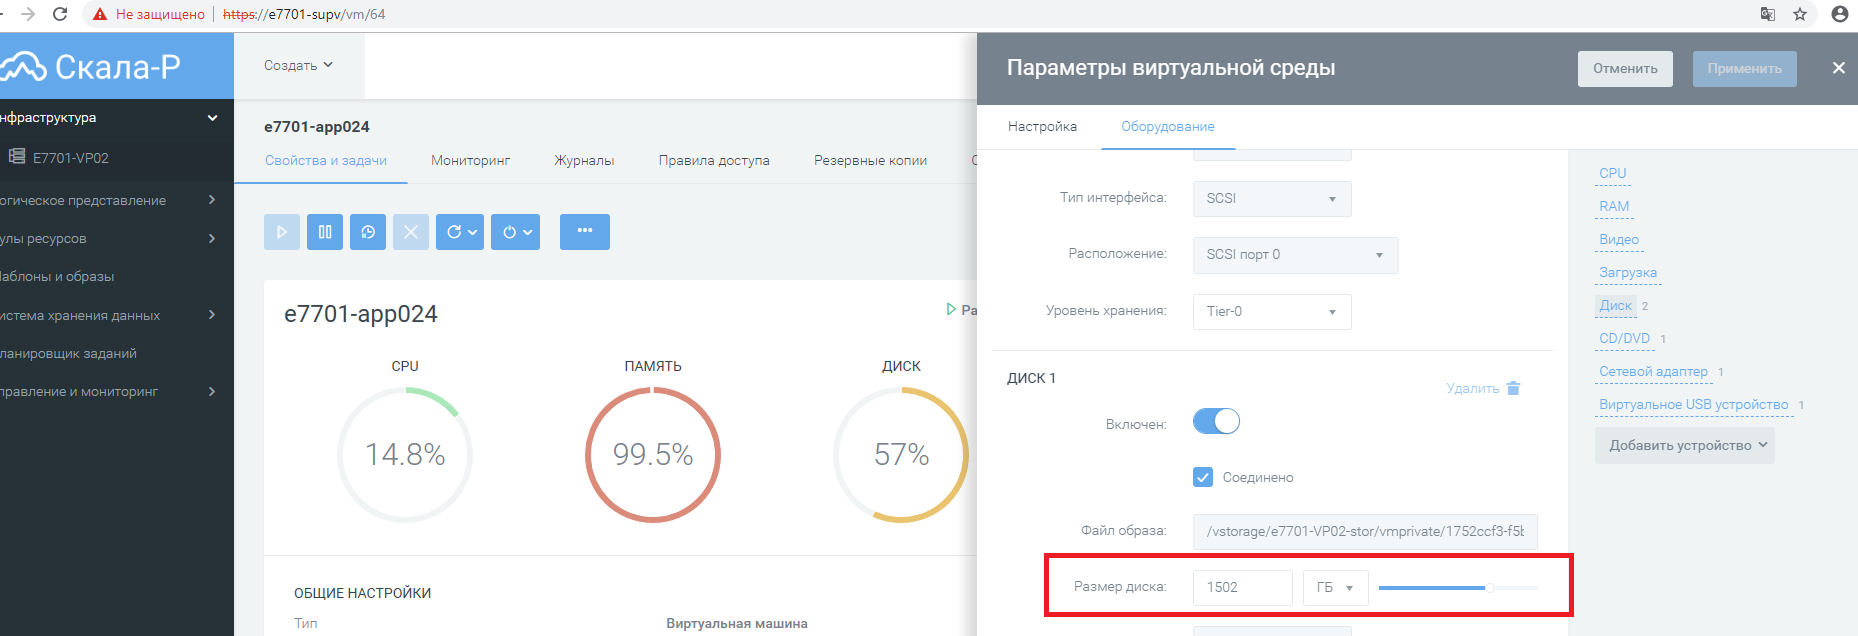 Не защищено
https://e7701-supv/vm/64
Скала-Р
Создать
нфраструктура
E7701-VP02
огическое представление
улы ресурсов
аблоны и образы
истема хранения данных
ланировщик заданий
правление и мониторинг
e7701-app024
Свойства и задачи
Мониторинг
Журналы
Правила доступа
Резервные копии
e7701-app024
Ра
CPU
14.8%
ПАМЯТЬ
99.5%
ДИСК
57%
ОБЩИЕ НАСТРОЙКИ
Тип
Виртуальная машина
Параметры виртуальной среды
Отменить
Применить
Настройка
Оборудование
Тип интерфейса:
SCSI
Расположение:
SCSI порт 0
Уровень хранения:
Tier-0
ДИСК 1
Удалить
Включен:
Соединено
Файл образа:
/vstorage/e7701-VP02-stor/vmprivate/1752ccf3-f5b
Размер диска:
1502
ГБ
CPU
RAM
Видео
Загрузка
Диск 2
CD/DVD 1
Сетевой адаптер 1
Виртуальное USB устройство 1
Добавить устройство